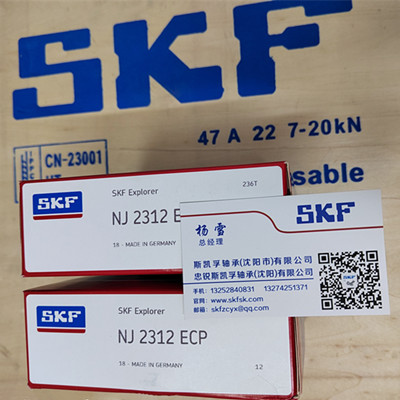 SKF
47 A 22 7-20kN
CN-23001
HT
sable
SKF Explorer
236T
SKF
NJ 2312 E
38 - MADE IN GERMANY
杨雪
总经理
SKF
斯凯孚轴承(沈阳市)有限公司
忠锐斯凯孚轴承(沈阳)有限公司
手机: 13252840831 13274251371
官网: www.skfsk.com
邮箱: skfzcyx@qq.com
SKF Explorer
SKF
NJ 2312 ECP
38 - MADE IN GERMANY
12